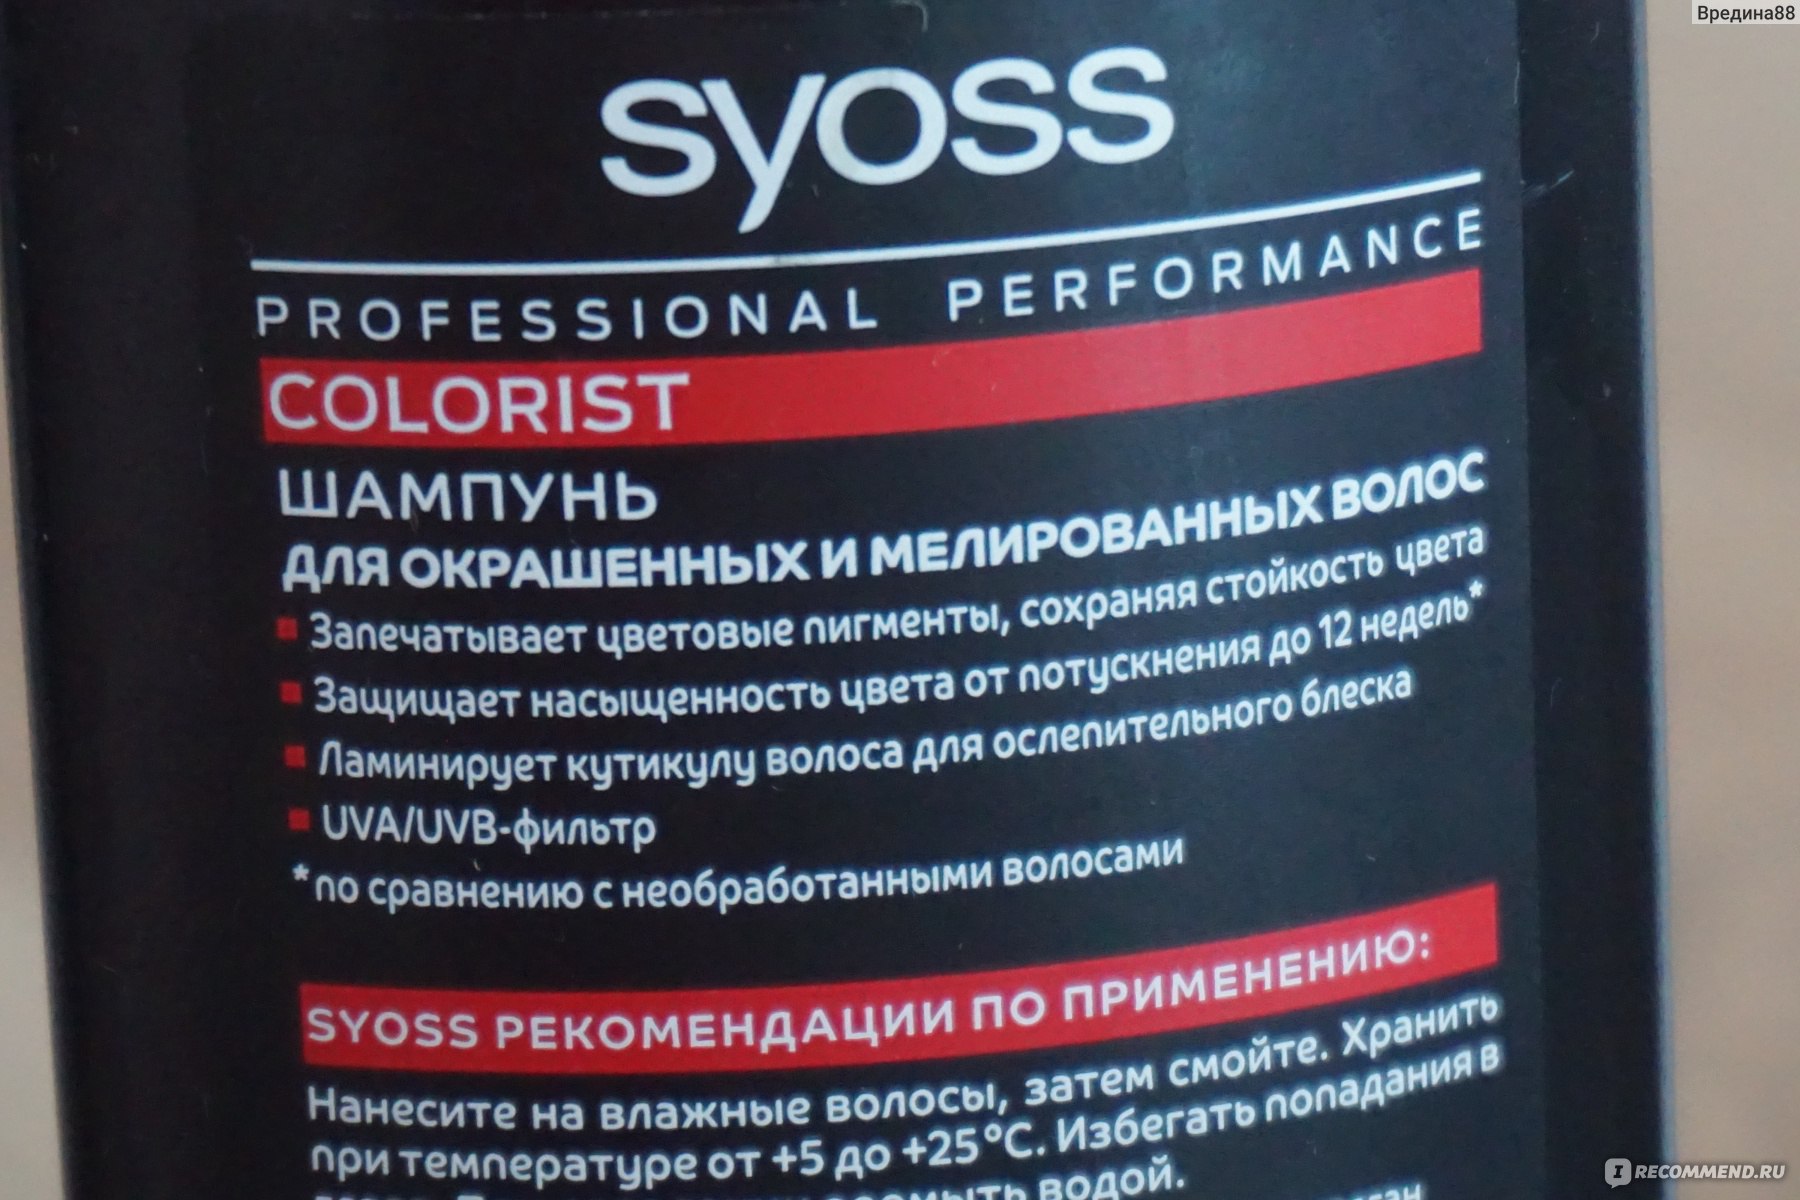 Вредина88
syoss
PROFESSIONAL PERFORMANCE
COLORIST
ШАМПУНЬ
ДЛЯ ОКРАШЕННЫХ И МЕЛИРОВАННЫХ ВОЛОС
Запечатывает цветовые пигменты, сохраняя стойкость цвета
Защищает насыщенность цвета от потускнения до 12 недель*
Ламинирует кутикулу волоса для ослепительного блеска
UVA/UVB-фильтр
*по сравнению с необработанными волосами
SYOSS РЕКОМЕНДАЦИИ ПО ПРИМЕНЕНИЮ:
Нанесите на влажные волосы, затем смойте. Хранить
при температуре от +5 до +25°C. Избегать попадания в
водой.
IRECOMMEND.RU